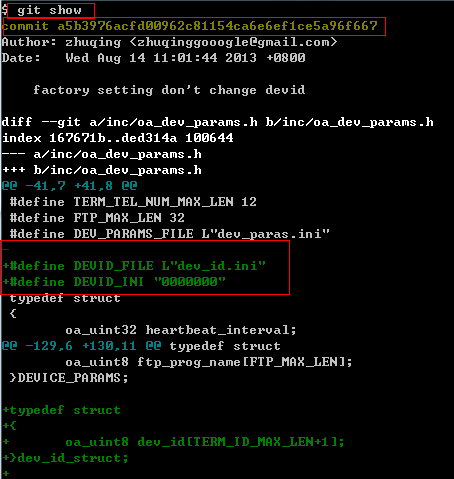 $ git show
commit a5b3976acfd00962c81154ca6e6ef1ce5a96f667
Author: zhuqing <zhuqinggooogle@gmail.com>
Date:   Wed Aug 14 11:01:44 2013 +0800
    factory setting don't change devid
diff --git a/inc/oa_dev_params.h b/inc/oa_dev_params.h
index 167671b..ded314a 100644
--- a/inc/oa_dev_params.h
+++ b/inc/oa_dev_params.h
@@ -41,7 +41,8 @@
 #define TERM_TEL_NUM_MAX_LEN 12
 #define FTP_MAX_LEN 32
 #define DEV_PARAMS_FILE L"dev_paras.ini"
-
+#define DEVID_FILE L"dev_id.ini"
+#define DEVID_INI "0000000"
 typedef struct
 {
        oa_uint32 heartbeat_interval;
@@ -129,6 +130,11 @@ typedef struct
        oa_uint8 ftp_prog_name[FTP_MAX_LEN];
 }DEVICE_PARAMS;
+typedef struct
+{
+       oa_uint8 dev_id[TERM_ID_MAX_LEN+1];
+}dev_id_struct;
+